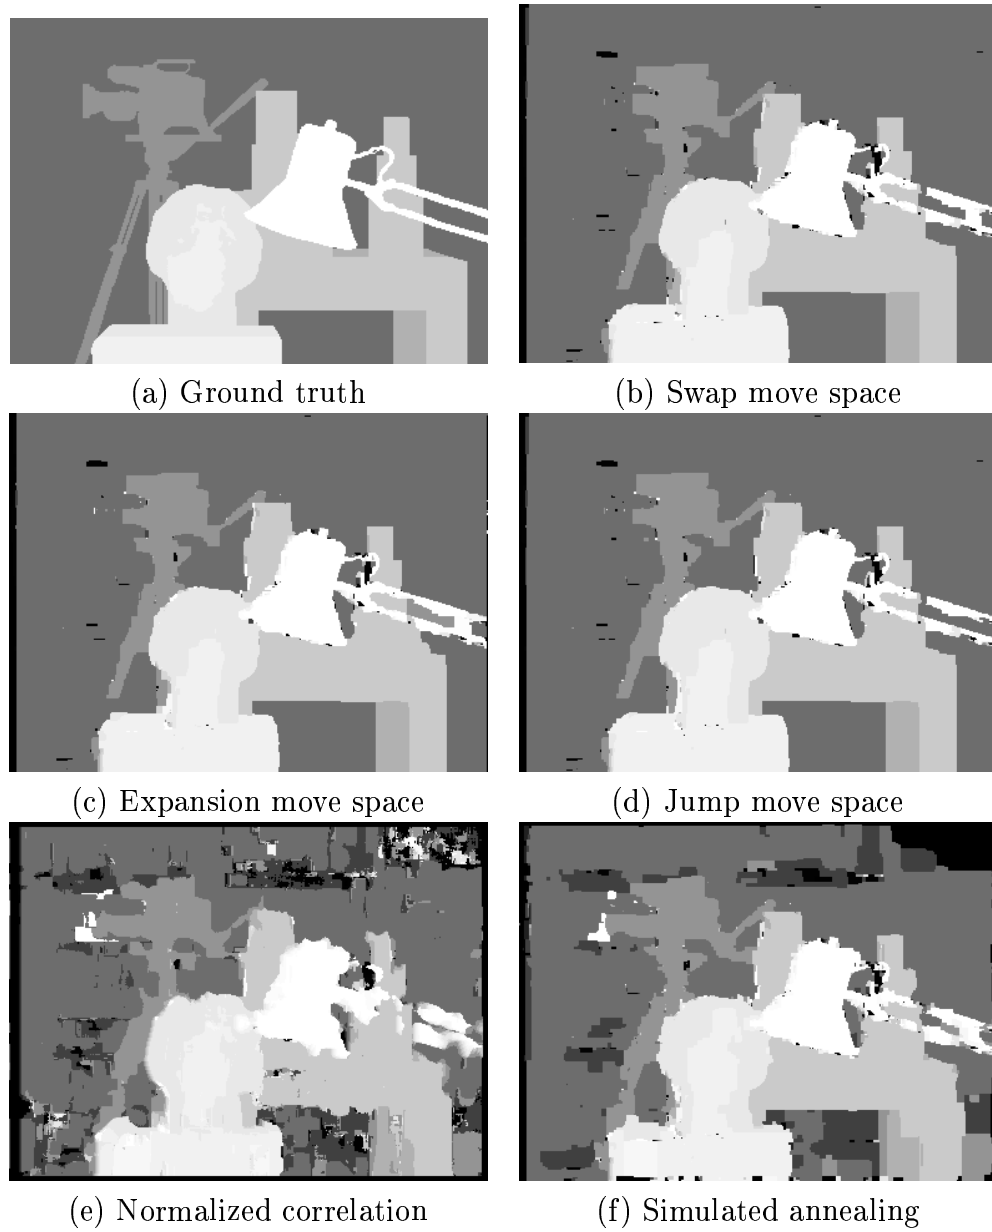 (a) Ground truth
(b) Swap move space
(c) Expansion move space
(d) Jump move space
(e) Normalized correlation
(f) Simulated annealing